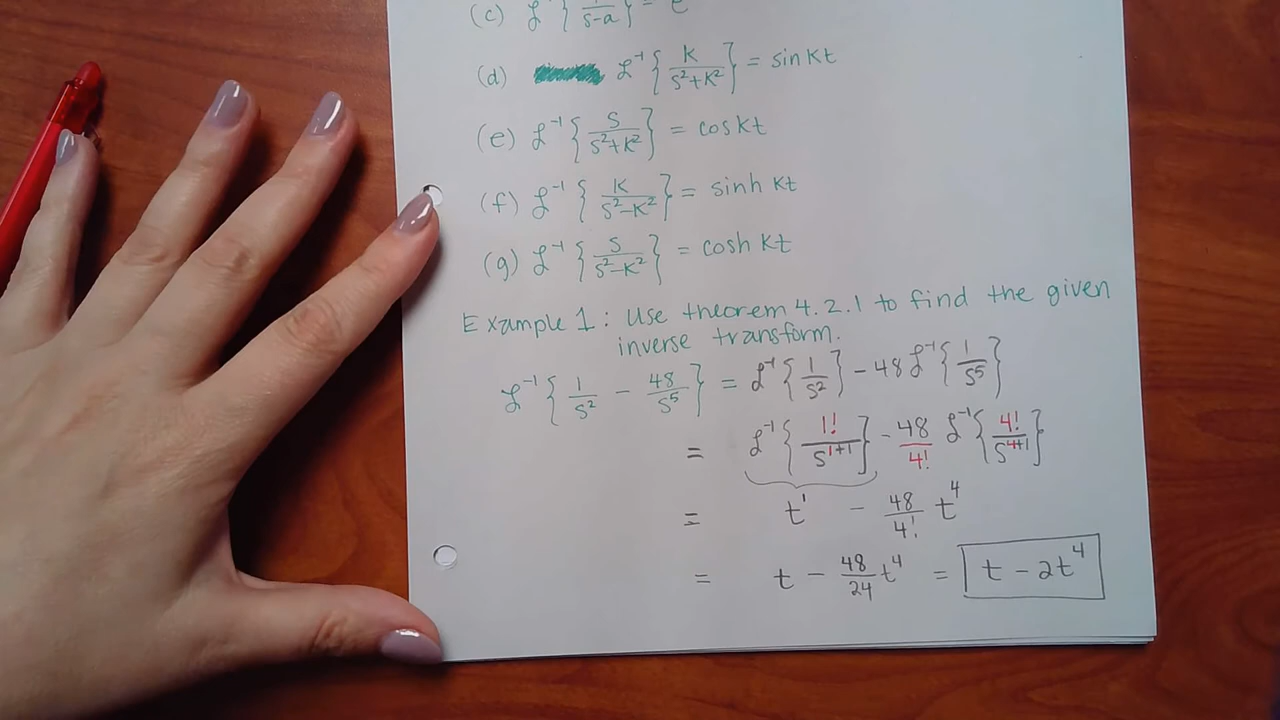 (c) ℒ⁻¹{1/(s-a)} = e
(d) ℒ⁻¹{K/(s²+K²)} = sin Kt
(e) ℒ⁻¹{s/(s²+K²)} = cos Kt
(f) ℒ⁻¹{K/(s²-K²)} = sinh Kt
(g) ℒ⁻¹{s/(s²-K²)} = cosh Kt
Example 1: Use theorem 4.2.1 to find the given
inverse transform.
ℒ⁻¹{1/s² - 48/s⁵} = ℒ⁻¹{1/s²} - 48ℒ⁻¹{1/s⁵}
= ℒ⁻¹{1!/s¹⁺¹} - 48/4! ℒ⁻¹{4!/s⁴⁺¹}
= t¹ - 48/4! t⁴
= t - 48/24 t⁴ = t - 2t⁴